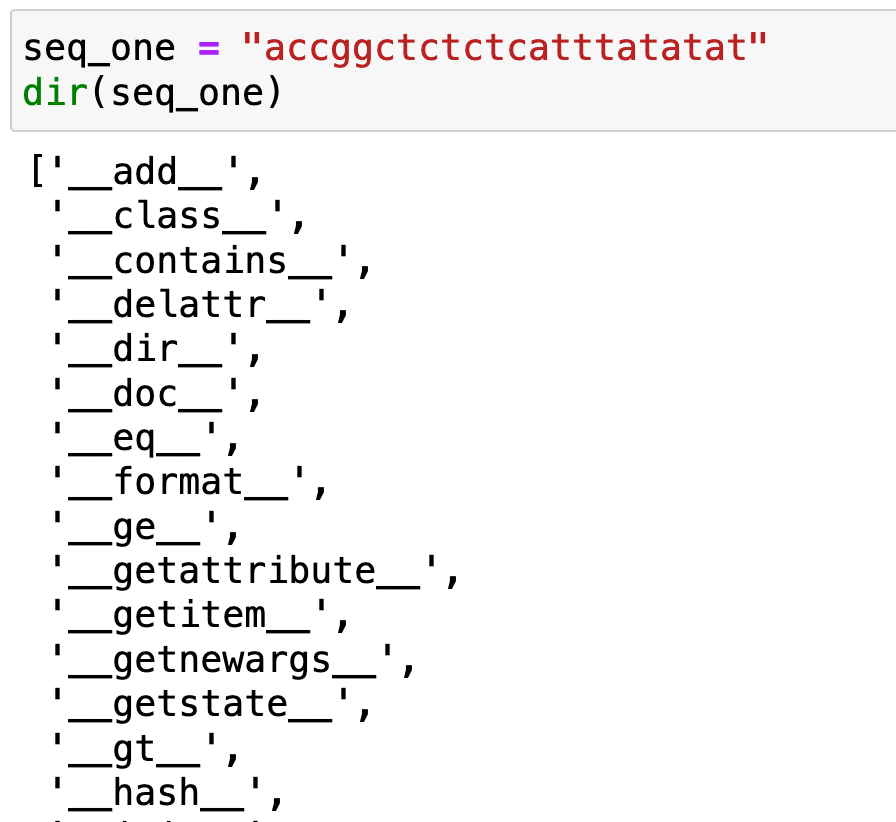 seq_one = "accggctctctcatttatatat"
dir(seq_one)
['__add__',
'__class__',
'__contains__',
'__delattr__',
'__dir__',
'__doc__',
'__eq__',
'__format__',
'__ge__',
'__getattribute__',
'__getitem__',
'__getnewargs__',
'__getstate__',
'__gt__',
'__hash__',